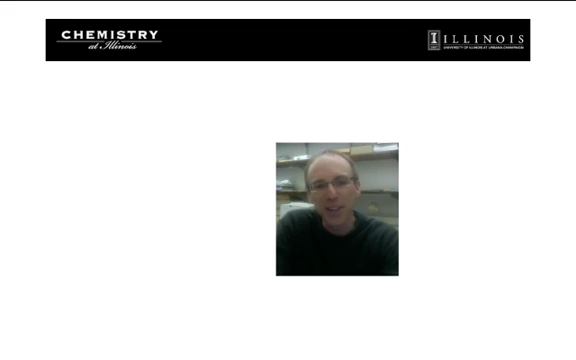 CHEMISTRY
at Illinois
I ILLINOIS
UNIVERSITY OF ILLINOIS AT URBANA-CHAMPAIGN